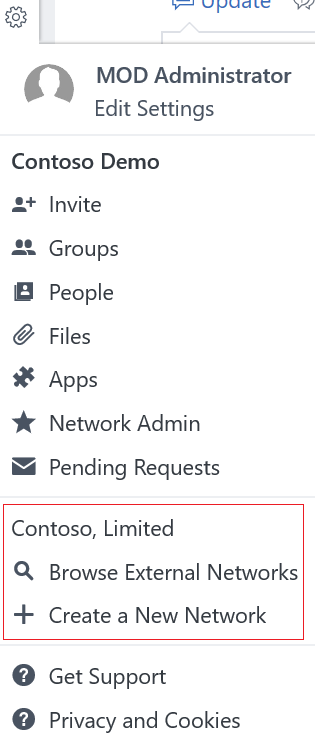 Update
MOD Administrator
Edit Settings
Contoso Demo
Invite
Groups
People
Files
Apps
Network Admin
Pending Requests
Contoso, Limited
Browse External Networks
Create a New Network
Get Support
Privacy and Cookies